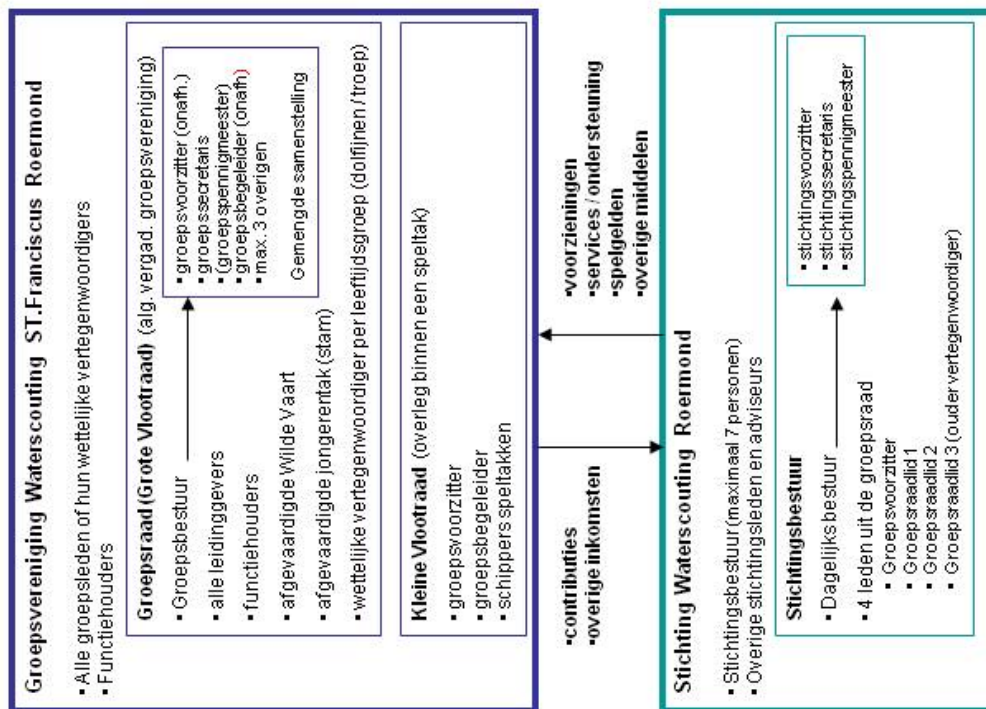 Groepsvereniging Waterscouting ST.Franciscus Roermond
▪ Alle groepsleden of hun wettelijke vertegenwoordigers
▪ Functiehouders
Groepsraad (Grote Vlootraad) (alg. vergad. groepsvereniging)
▪ Groepsbestuur
▪ groepsvoorzitter (onafh.)
▪ groepssecretaris
▪ (groepspennigmeester)
▪ groepsbegeleider (onafh)
▪ max. 3 overigen
Gemengde samenstelling
▪ alle leidinggevers
▪ functiehouders
▪ afgevaardigde Wilde Vaart
▪ afgevaardigde jongerentak (stam)
▪ wettelijke vertegenwoordiger per leeftijdsgroep (dolfijnen / troep)
Kleine Vlootraad (overleg binnen een speltak)
▪ groepsvoorzitter
▪ groepsbegeleider
▪ schippers speltakken
▪contributies
▪overige inkomsten
▪voorzieningen
▪services / ondersteuning
▪spelgelden
▪overige middelen
Stichting Waterscouting Roermond
▪ Stichtingsbestuur (maximaal 7 personen)
▪ Overige stichtingsleden en adviseurs
Stichtingsbestuur
▪ Dagelijks bestuur
▪ stichtingsvoorzitter
▪ stichtingssecretaris
▪ stichtingspennigmeester
▪ 4 leden uit de groepsraad
▪ Groepsvoorzitter
▪ Groepsraadlid 1
▪ Groepsraadlid 2
▪ Groepsraadlid 3 (oudervertegenwoordiger)